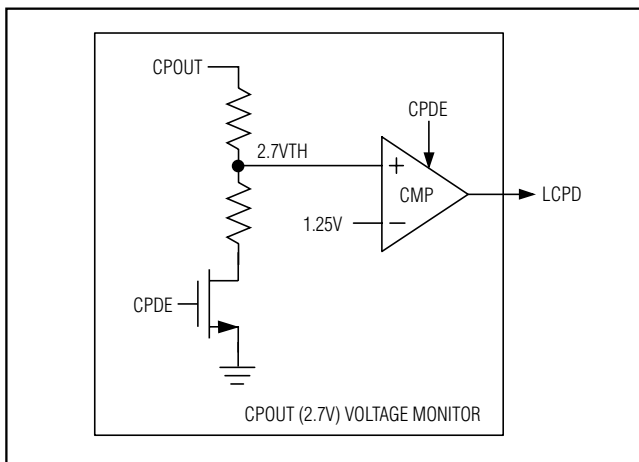 CPOUT
CPDE
2.7VTH
+
CMP
LCPD
1.25V
−
CPDE
CPOUT (2.7V) VOLTAGE MONITOR